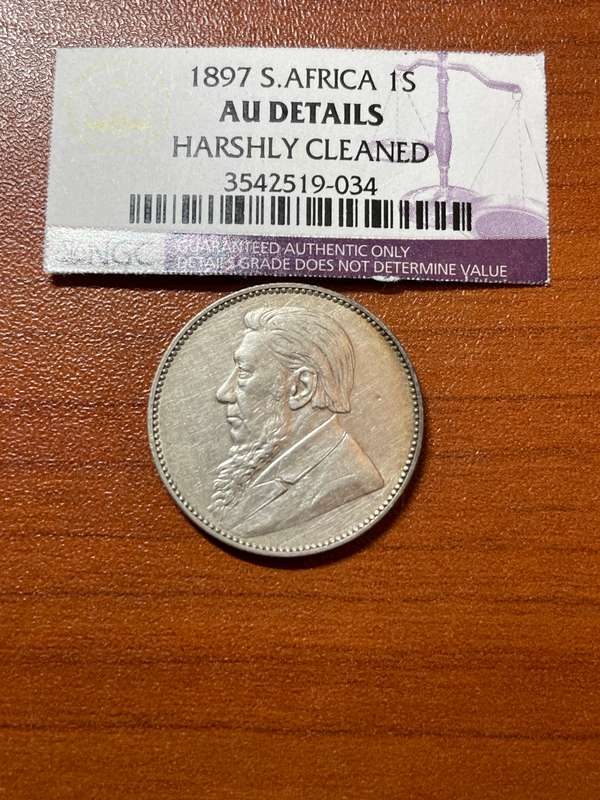 1897 S.AFRICA 1S
AU DETAILS
HARSHLY CLEANED
3542519-034
NGC
GUARANTEED AUTHENTIC ONLY
DETAILS GRADE DOES NOT DETERMINE VALUE